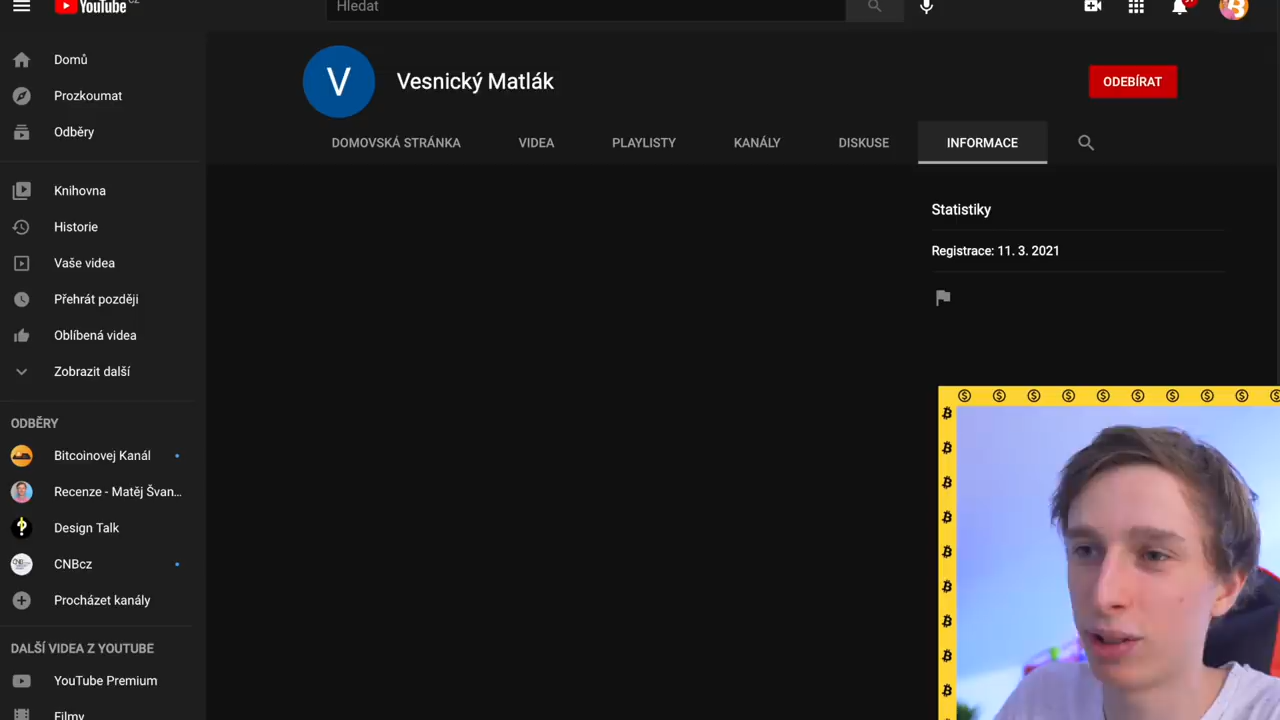 YouTube CZ
Hledat
Domů
Prozkoumat
Odběry
Knihovna
Historie
Vaše videa
Přehrát později
Oblíbená videa
Zobrazit další
ODBĚRY
Bitcoinovej Kanál
Recenze - Matěj Švan...
Design Talk
CNBcz
Procházet kanály
DALŠÍ VIDEA Z YOUTUBE
YouTube Premium
Filmy
V
Vesnický Matlák
ODEBÍRAT
DOMOVSKÁ STRÁNKA VIDEA PLAYLISTY KANÁLY DISKUSE INFORMACE
Statistiky
Registrace: 11. 3. 2021